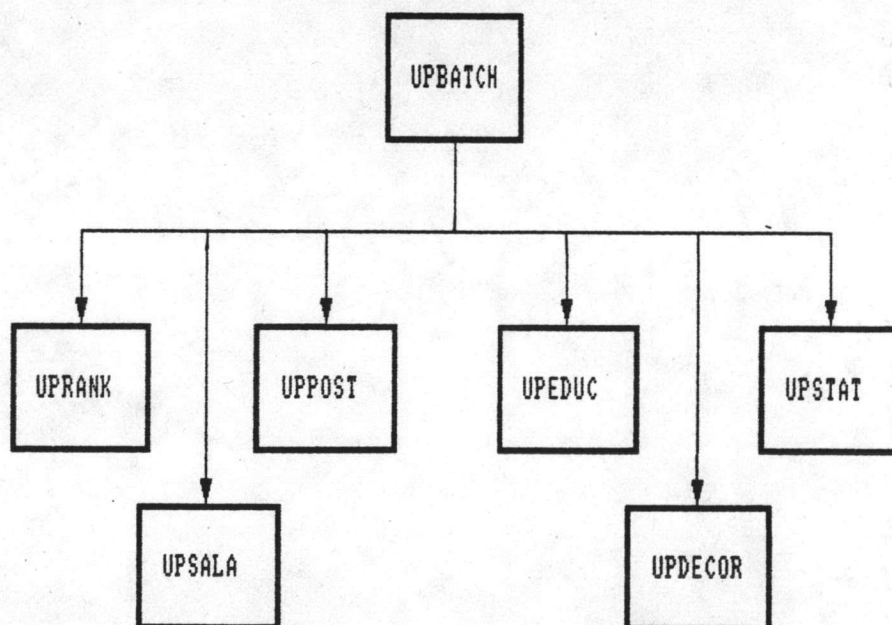 UPBATCH
UPRANK
UPPOST
UPEDUC
UPSTAT
UPSALA
UPDECOR